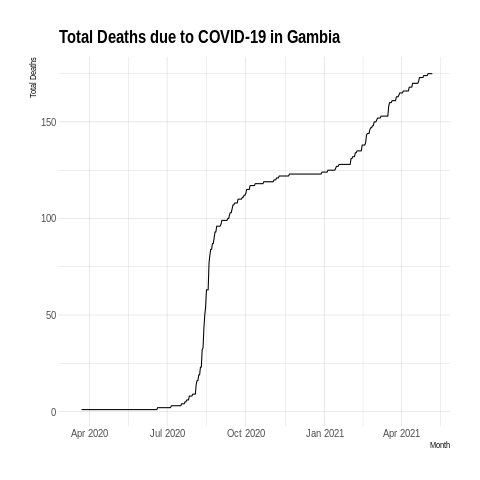 Total Deaths due to COVID-19 in Gambia
Total Deaths
150
100
50
0
Apr 2020 Jul 2020 Oct 2020 Jan 2021 Apr 2021
Month